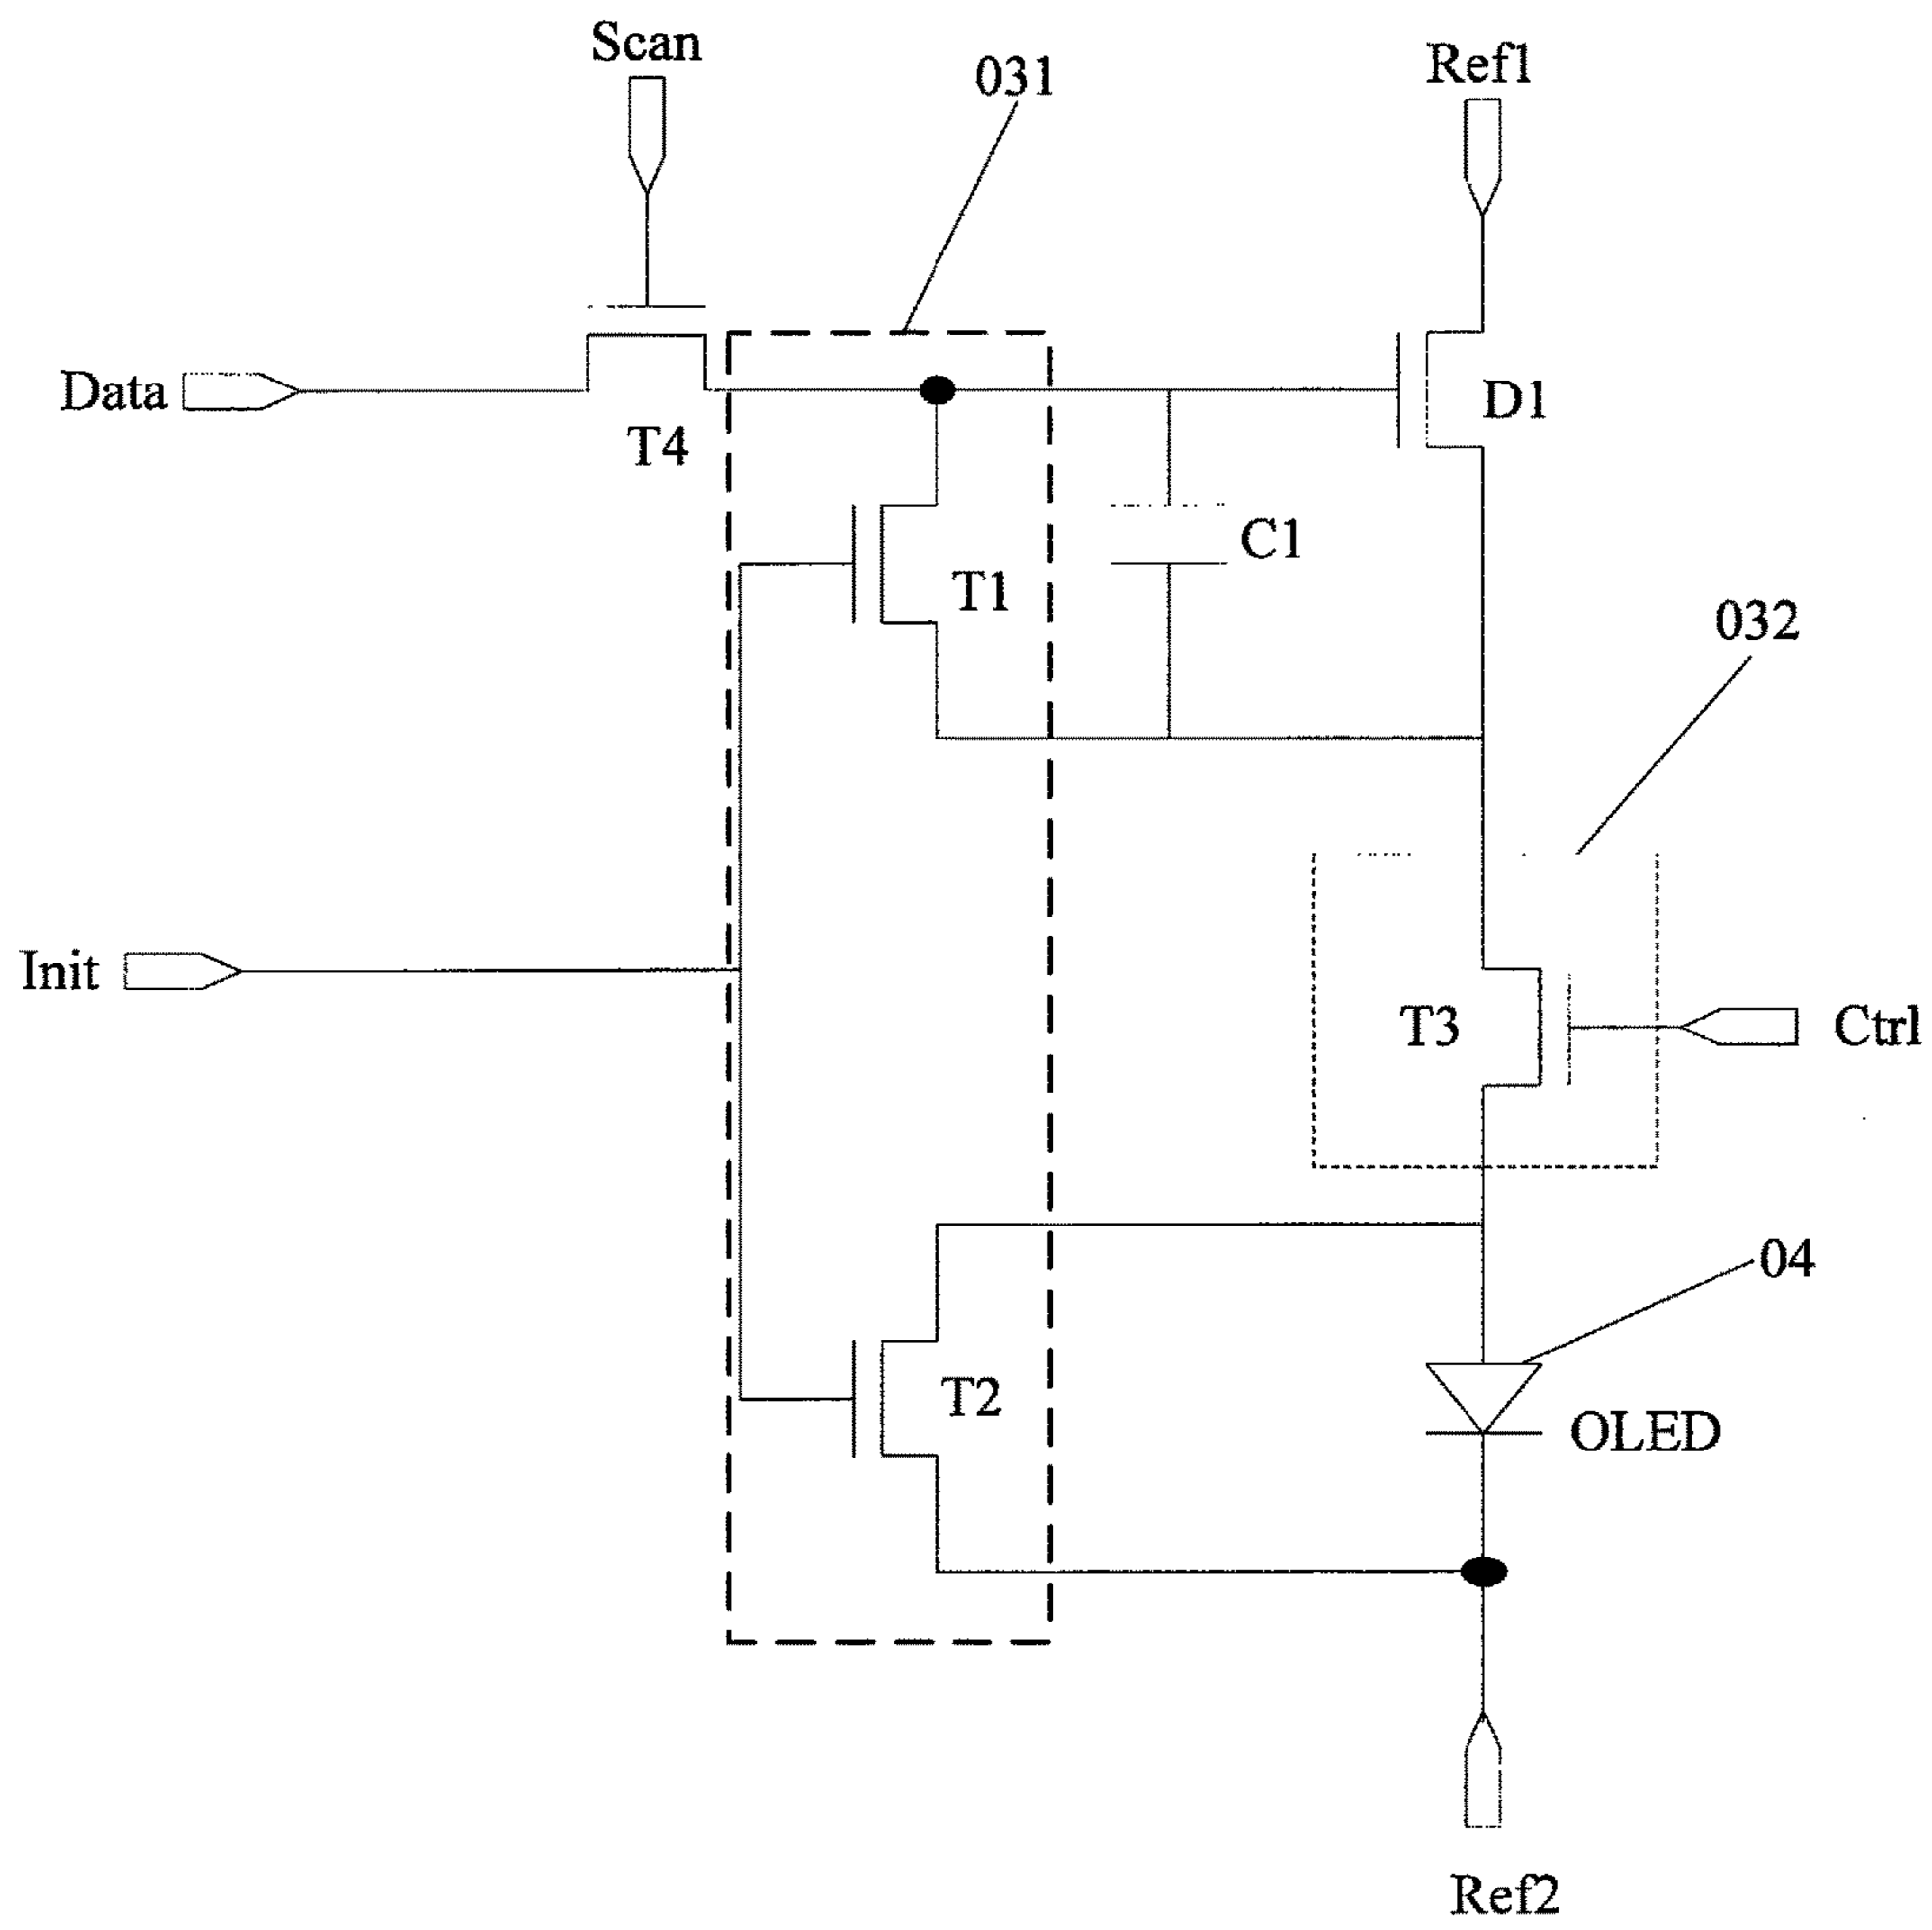 Scan
031
Ref1
Data
D1
T4
C1
T1
032
Init
T3
Ctrl
04
T2
OLED
Ref2